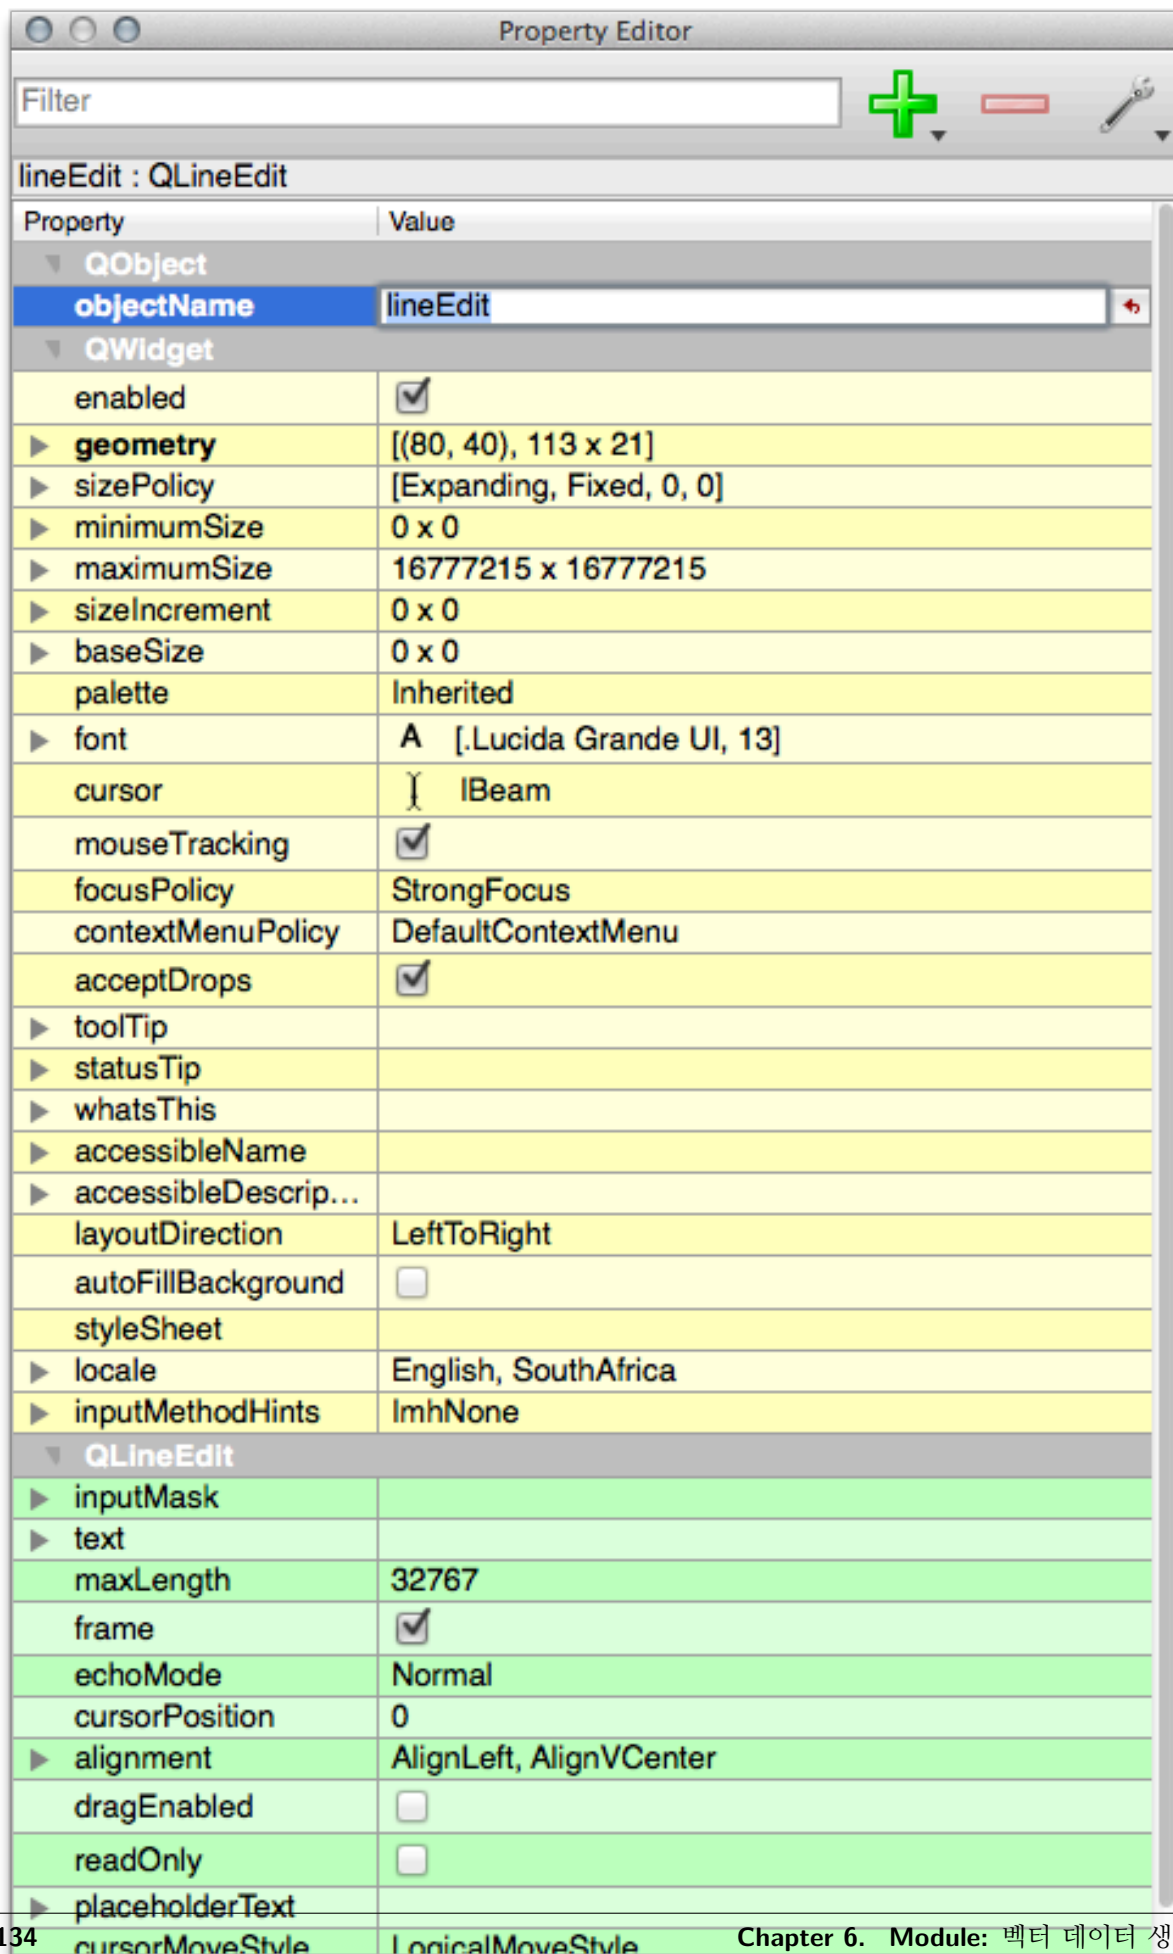 Property Editor
Filter
lineEdit : QLineEdit
Property Value
QObject
objectName lineEdit
QWidget
enabled
geometry [(80, 40), 113 x 21]
sizePolicy [Expanding, Fixed, 0, 0]
minimumSize 0 x 0
maximumSize 16777215 x 16777215
sizeIncrement 0 x 0
baseSize 0 x 0
palette Inherited
font A [.Lucida Grande UI, 13]
cursor IBeam
mouseTracking
focusPolicy StrongFocus
contextMenuPolicy DefaultContextMenu
acceptDrops
toolTip
statusTip
whatsThis
accessibleName
accessibleDescrip...
layoutDirection LeftToRight
autoFillBackground
styleSheet
locale English, SouthAfrica
inputMethodHints ImhNone
QLineEdit
inputMask
text
maxLength 32767
frame
echoMode Normal
cursorPosition 0
alignment AlignLeft, AlignVCenter
dragEnabled
readOnly
placeholderText
134 Chapter 6. Module: 벡터 데이터 생
cursorMoveStyle LogicalMoveStyle